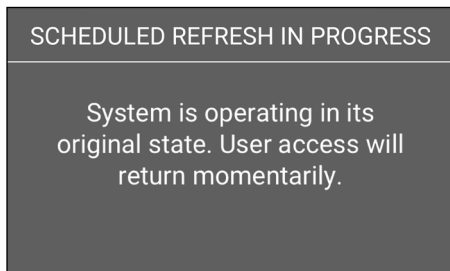 SCHEDULED REFRESH IN PROGRESS
System is operating in its
original state. User access will
return momentarily.